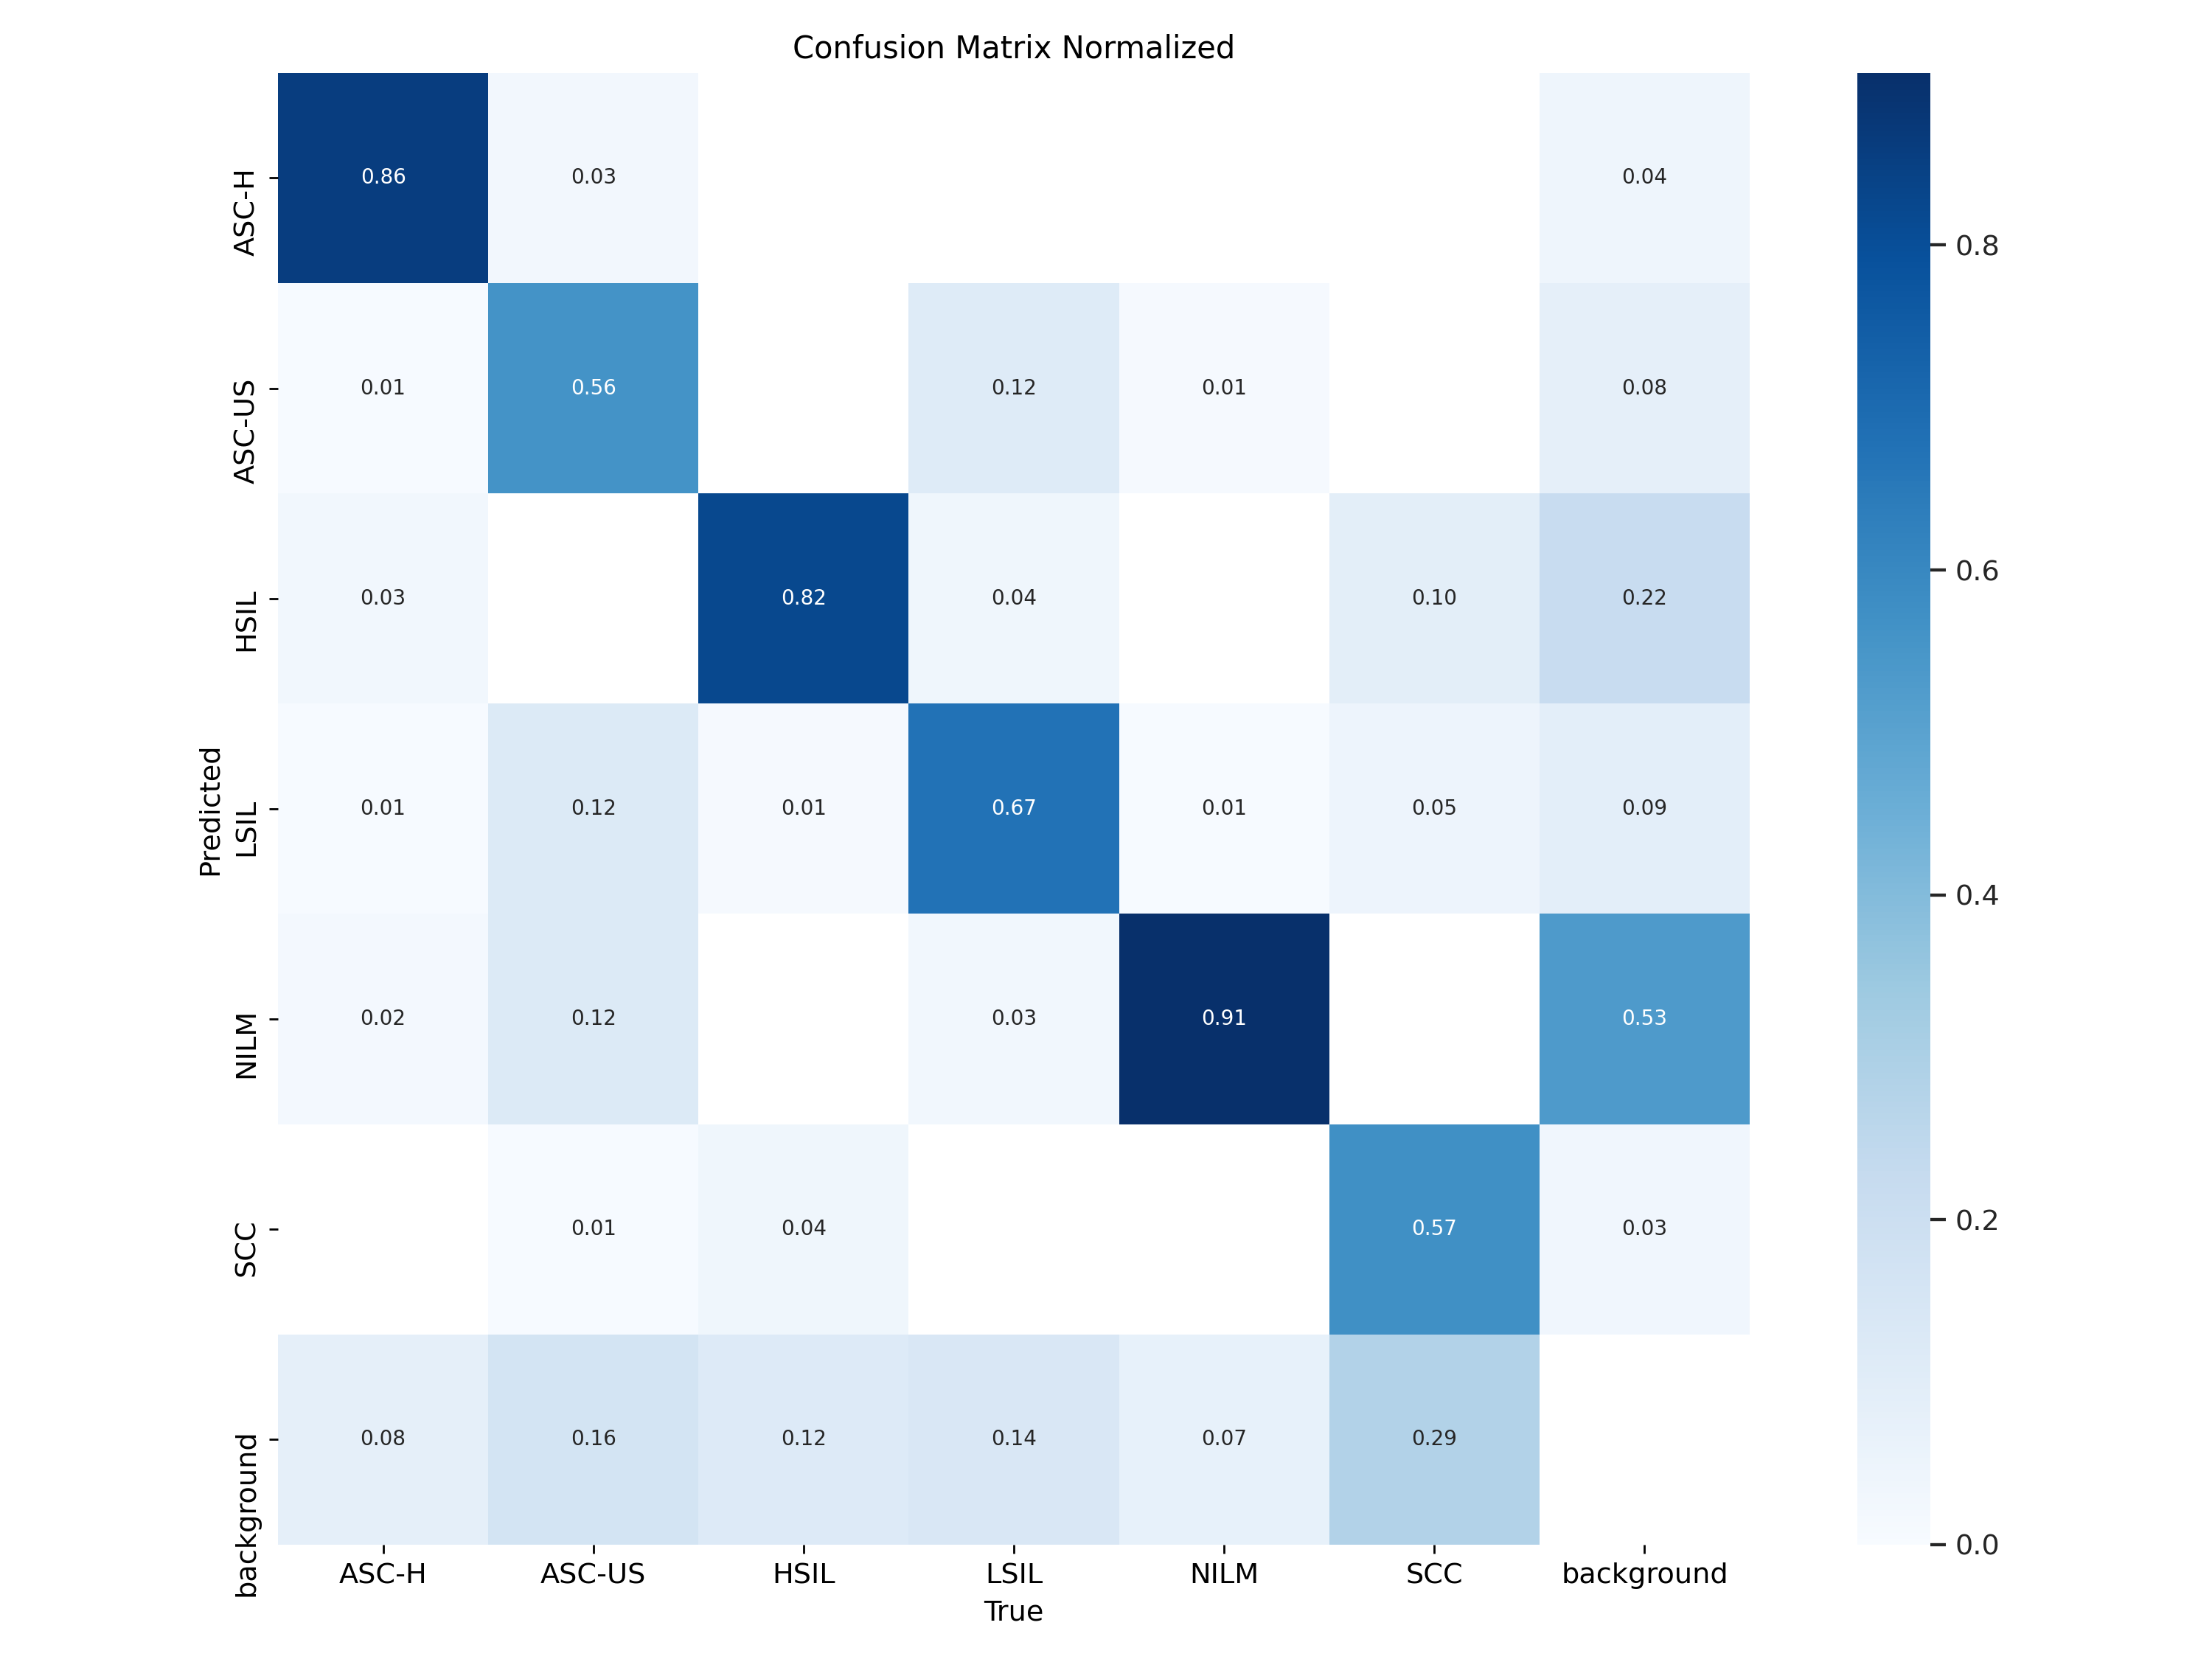 Confusion Matrix Normalized
ASC-H 0.86 0.03 0.04
0.8
ASC-US 0.01 0.56 0.12 0.01 0.08
0.6
HSIL 0.03 0.82 0.04 0.10 0.22
Predicted
LSIL 0.01 0.12 0.01 0.67 0.01 0.05 0.09
0.4
NILM 0.02 0.12 0.03 0.91 0.53
0.2
SCC 0.01 0.04 0.57 0.03
background 0.08 0.16 0.12 0.14 0.07 0.29
0.0
ASC-H ASC-US HSIL LSIL NILM SCC background
True